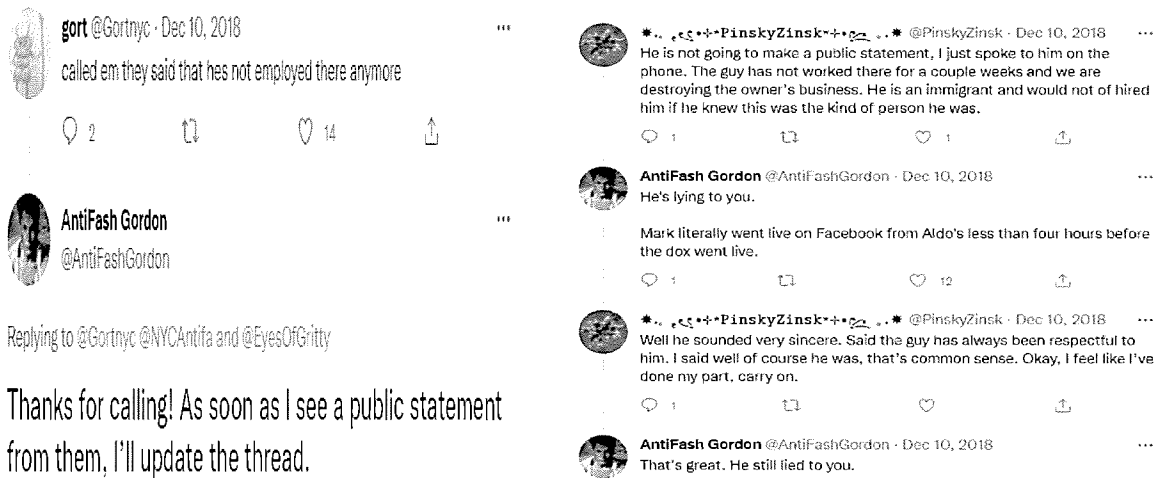 gort @Gortnyc · Dec 10, 2018
called em they said that hes not employed there anymore
2 14
AntiFash Gordon
@AntiFashGordon
Replying to @Gortnyc @NYCAntifa and @EyesOfGritty
Thanks for calling! As soon as I see a public statement
from them, I'll update the thread.
PinskyZinsk @PinskyZinsk · Dec 10, 2018
He is not going to make a public statement, I just spoke to him on the
phone. The guy has not worked there for a couple weeks and we are
destroying the owner's business. He is an immigrant and would not of hired
him if he knew this was the kind of person he was.
1 1
AntiFash Gordon @AntiFashGordon · Dec 10, 2018
He's lying to you.
Mark literally went live on Facebook from Aldo's less than four hours before
the dox went live.
1 12
PinskyZinsk @PinskyZinsk · Dec 10, 2018
Well he sounded very sincere. Said the guy has always been respectful to
him. I said well of course he was, that's common sense. Okay, I feel like I've
done my part, carry on.
1
AntiFash Gordon @AntiFashGordon · Dec 10, 2018
That's great. He still lied to you.